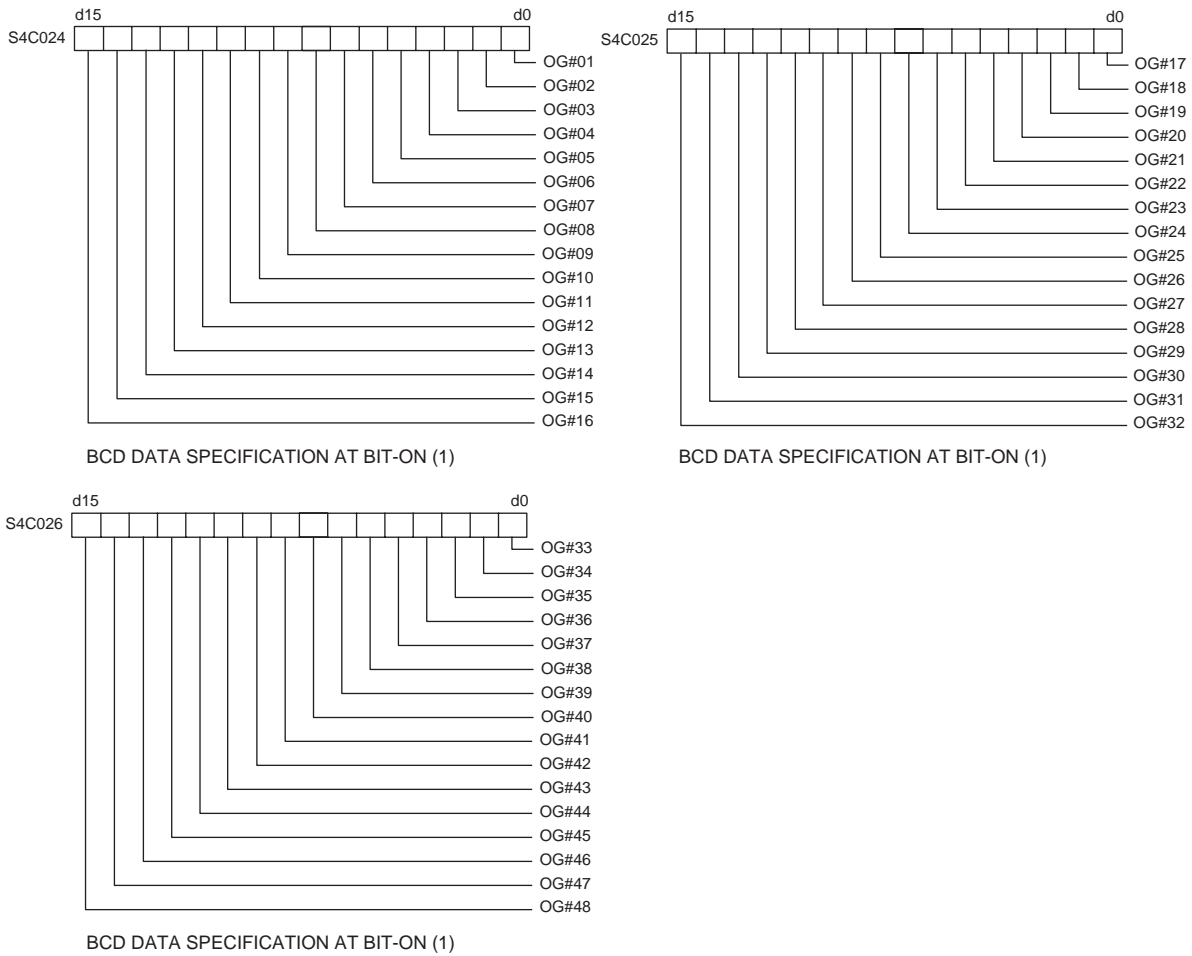 d15 d0
S4C024
OG#01
OG#02
OG#03
OG#04
OG#05
OG#06
OG#07
OG#08
OG#09
OG#10
OG#11
OG#12
OG#13
OG#14
OG#15
OG#16
BCD DATA SPECIFICATION AT BIT-ON (1)
d15 d0
S4C025
OG#17
OG#18
OG#19
OG#20
OG#21
OG#22
OG#23
OG#24
OG#25
OG#26
OG#27
OG#28
OG#29
OG#30
OG#31
OG#32
BCD DATA SPECIFICATION AT BIT-ON (1)
d15 d0
S4C026
OG#33
OG#34
OG#35
OG#36
OG#37
OG#38
OG#39
OG#40
OG#41
OG#42
OG#43
OG#44
OG#45
OG#46
OG#47
OG#48
BCD DATA SPECIFICATION AT BIT-ON (1)